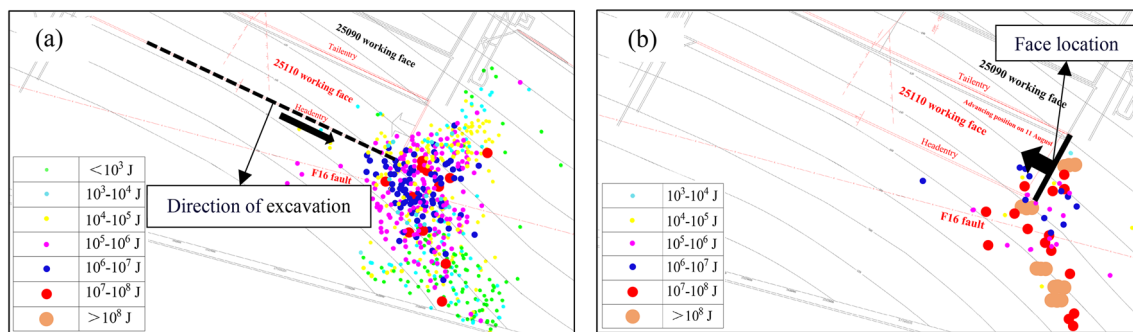 (a)
25090 working face
Tailentry
25110 working face
Headentry
F16 fault
Direction of excavation
<10³ J
10³-10⁴ J
10⁴-10⁵ J
10⁵-10⁶ J
10⁶-10⁷ J
10⁷-10⁸ J
>10⁸ J
(b)
Face location
25090 working face
Tailentry
Advancing position on 11 August
25110 working face
Headentry
F16 fault
10³-10⁴ J
10⁴-10⁵ J
10⁵-10⁶ J
10⁶-10⁷ J
10⁷-10⁸ J
>10⁸ J